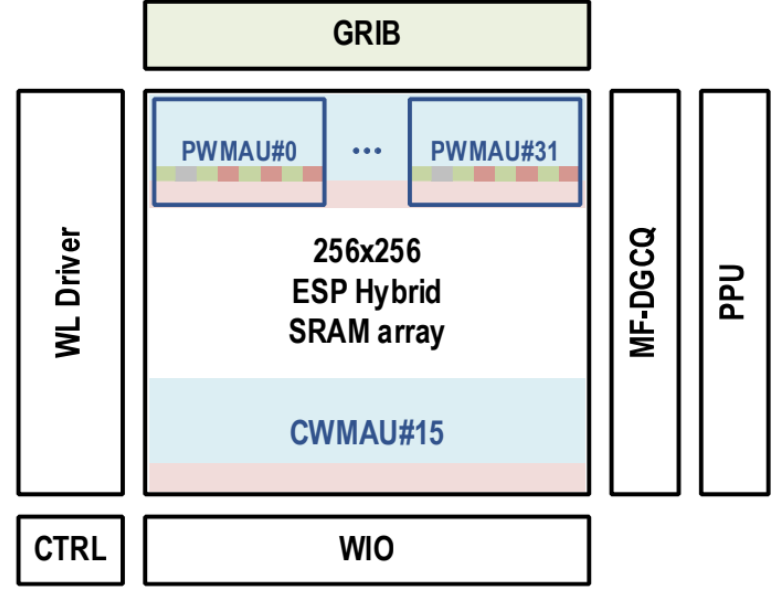 GRIB
PWMAU#0 ... PWMAU#31
WL Driver
256x256
ESP Hybrid
SRAM array
MF-DGCQ
PPU
CWMAU#15
CTRL
WIO